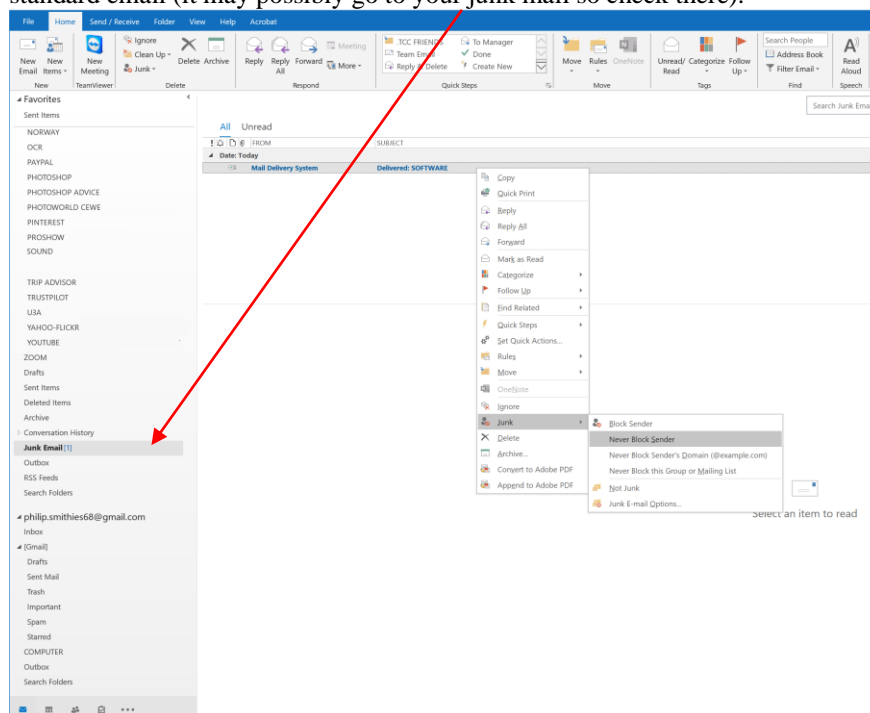 standard email (it may possibly go to your junk mail so check there).
File Home Send / Receive Folder View Help Acrobat
New Email
New Items
New Meeting
Ignore
Clean Up
Junk
Delete Archive
Reply Reply All Forward
Meeting
More
TCC FRIENDS
Team Email
Reply & Delete
To Manager
Done
Create New
Move Rules OneNote
Unread/ Read Categorize Follow Up
Search People
Address Book
Filter Email
Read Aloud
New TeamViewer Delete Respond Quick Steps Move Tags Find Speech
Favorites
Sent Items
NORWAY
OCR
PAYPAL
PHOTOSHOP
PHOTOSHOP ADVICE
PHOTOWORLD CEWE
PINTEREST
PROSHOW
SOUND
TRIP ADVISOR
TRUSTPILOT
U3A
YAHOO-FLICKR
YOUTUBE
ZOOM
Drafts
Sent Items
Deleted Items
Archive
Conversation History
Junk Email [1]
Outbox
RSS Feeds
Search Folders
philip.smithies68@gmail.com
Inbox
[Gmail]
Drafts
Sent Mail
Trash
Important
Spam
Starred
COMPUTER
Outbox
Search Folders
Search Junk Ema
All Unread
FROM SUBJECT
Date: Today
Mail Delivery System Delivered: SOFTWARE
Copy
Quick Print
Reply
Reply All
Forward
Mark as Read
Categorize
Follow Up
Find Related
Quick Steps
Set Quick Actions...
Rules
Move
OneNote
Ignore
Junk
Delete
Archive...
Convert to Adobe PDF
Append to Adobe PDF
Block Sender
Never Block Sender
Never Block Sender's Domain (@example.com)
Never Block this Group or Mailing List
Not Junk
Junk E-mail Options...
Select an item to read